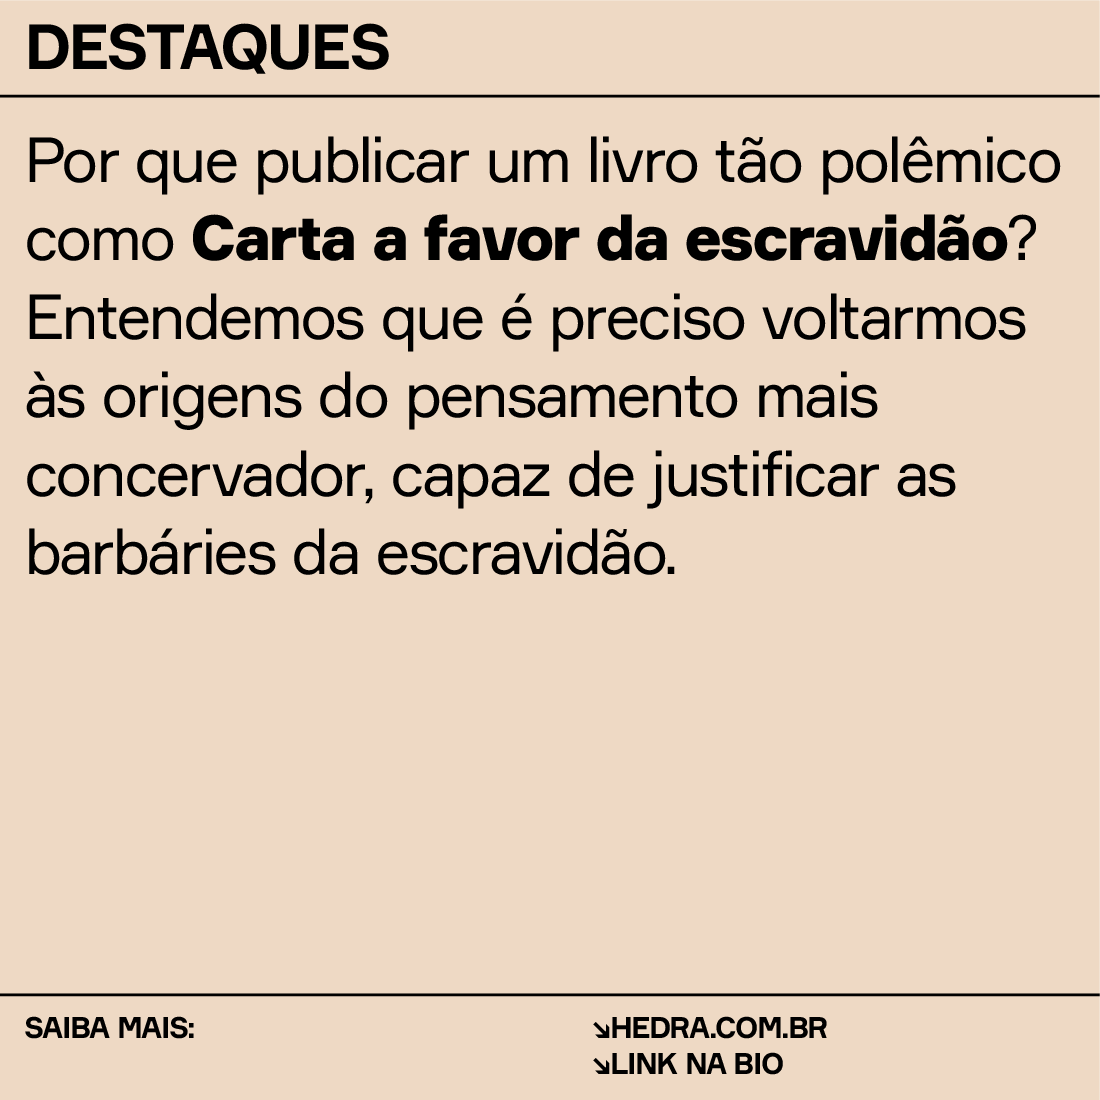 DESTAQUES
Por que publicar um livro tão polêmico
como Carta a favor da escravidão?
Entendemos que é preciso voltarmos
às origens do pensamento mais
concervador, capaz de justificar as
barbáries da escravidão.
SAIBA MAIS:
↘HEDRA.COM.BR
↘LINK NA BIO